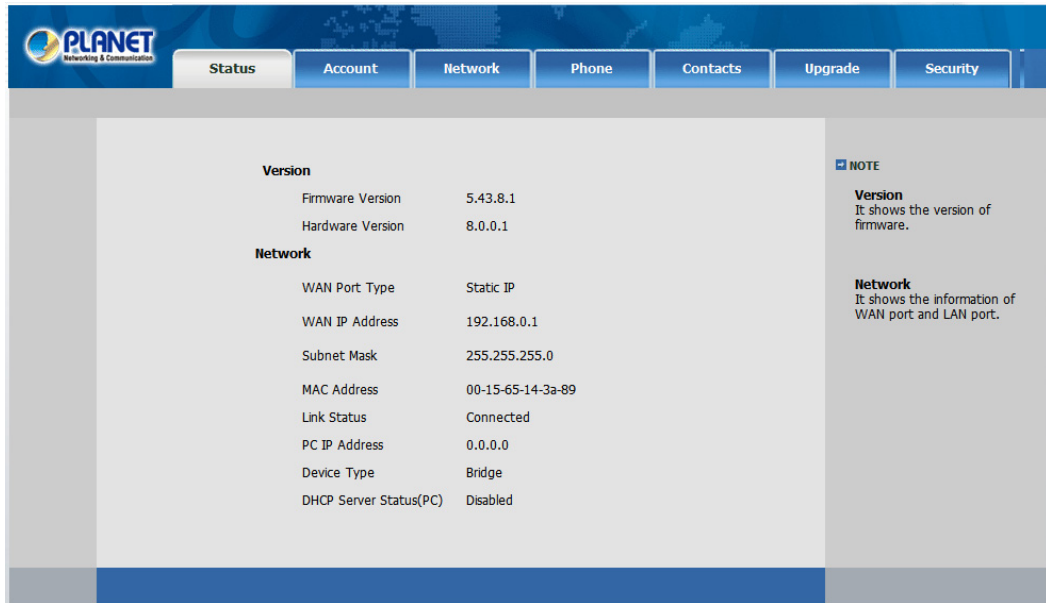 PLANET
Networking & Communication
Status Account Network Phone Contacts Upgrade Security
Version
Firmware Version 5.43.8.1
Hardware Version 8.0.0.1
Network
WAN Port Type Static IP
WAN IP Address 192.168.0.1
Subnet Mask 255.255.255.0
MAC Address 00-15-65-14-3a-89
Link Status Connected
PC IP Address 0.0.0.0
Device Type Bridge
DHCP Server Status(PC) Disabled
NOTE
Version
It shows the version of
firmware.
Network
It shows the information of
WAN port and LAN port.